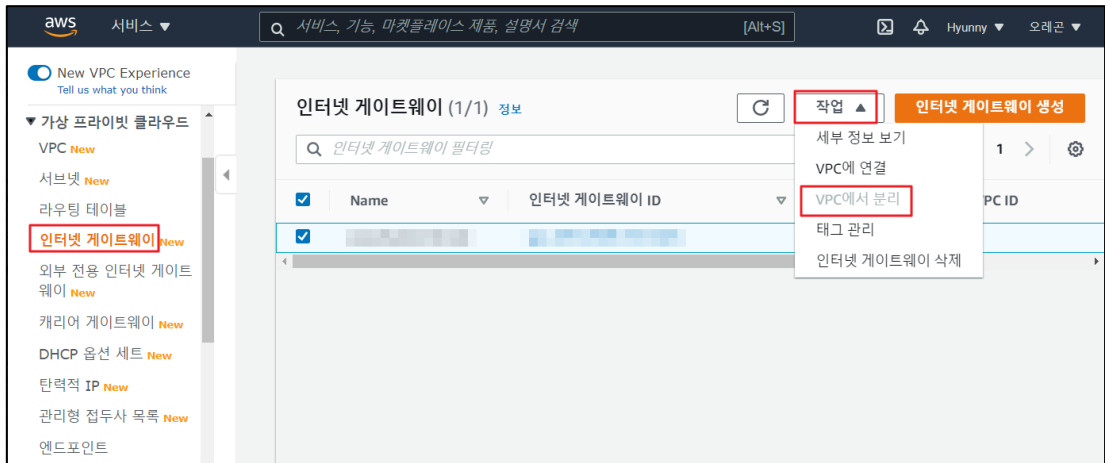 aws 서비스 ▼ 서비스, 기능, 마켓플레이스 제품, 설명서 검색 [Alt+S] Hyunny ▼ 오레곤 ▼
New VPC Experience
Tell us what you think
▼ 가상 프라이빗 클라우드
VPC New
서브넷 New
라우팅 테이블
인터넷 게이트웨이 New
외부 전용 인터넷 게이트
웨이 New
캐리어 게이트웨이 New
DHCP 옵션 세트 New
탄력적 IP New
관리형 접두사 목록 New
엔드포인트
인터넷 게이트웨이 (1/1) 정보
작업 ▲ 인터넷 게이트웨이 생성
인터넷 게이트웨이 필터링
1
Name 인터넷 게이트웨이 ID PC ID
세부 정보 보기
VPC에 연결
VPC에서 분리
태그 관리
인터넷 게이트웨이 삭제